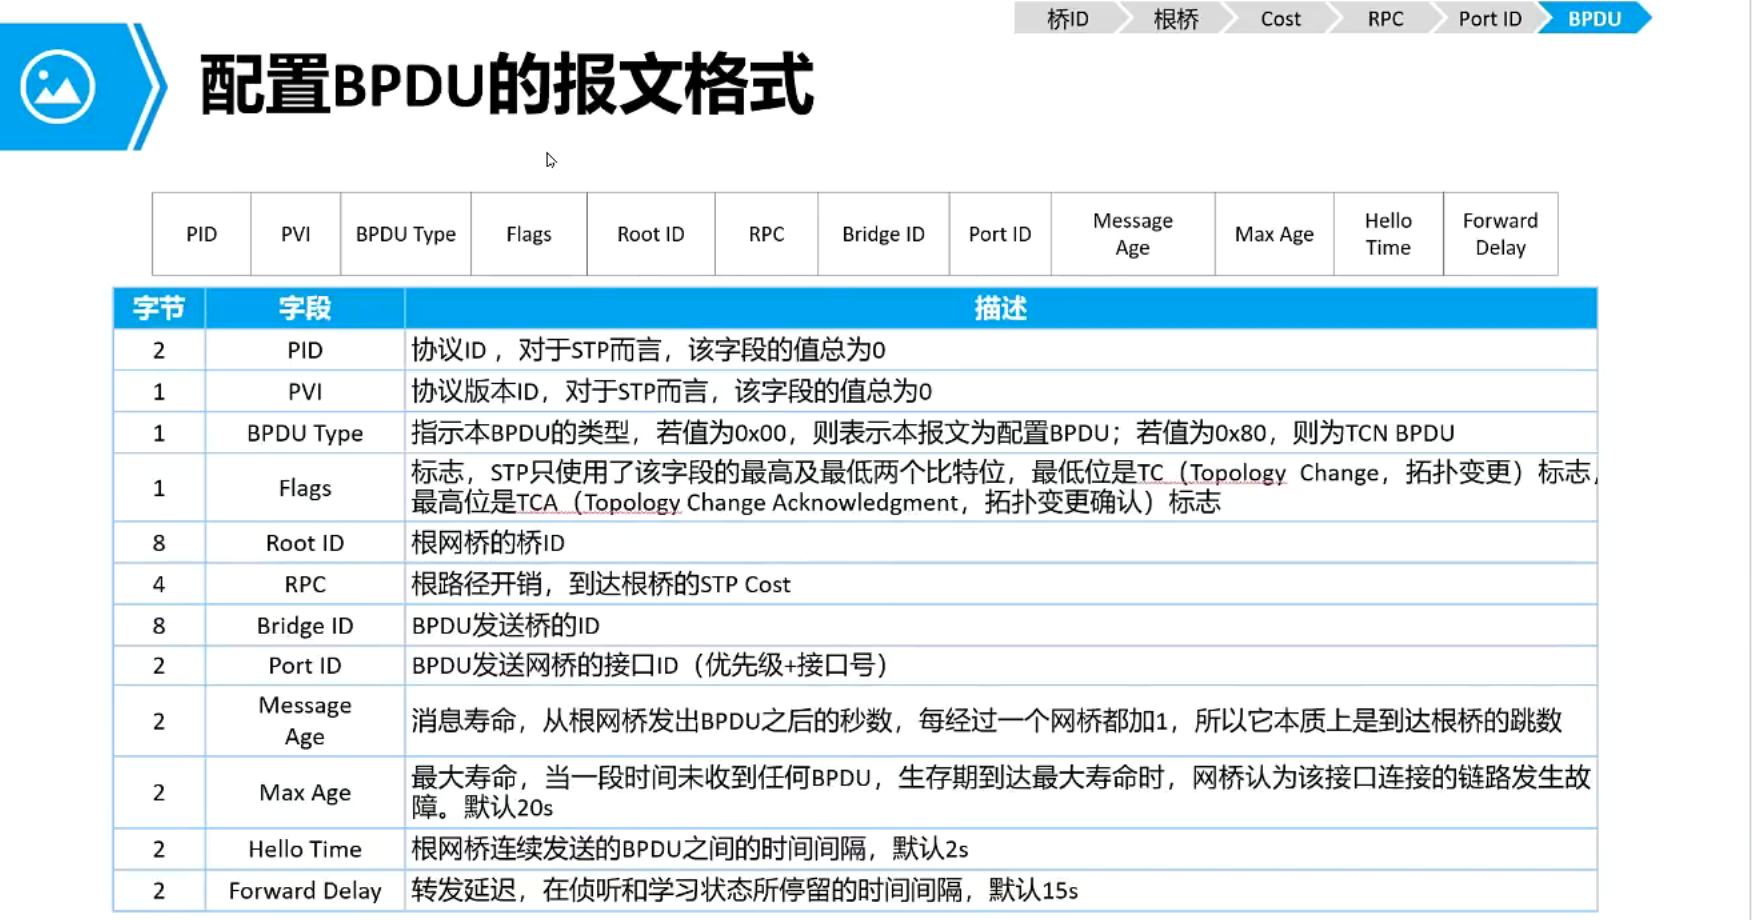 桥ID 根桥 Cost RPC Port ID BPDU
配置BPDU的报文格式
PID PVI BPDU Type Flags Root ID RPC Bridge ID Port ID Message Age Max Age Hello Time Forward Delay
字节 字段 描述
2 PID 协议ID ，对于STP而言，该字段的值总为0
1 PVI 协议版本ID，对于STP而言，该字段的值总为0
1 BPDU Type 指示本BPDU的类型，若值为0x00，则表示本报文为配置BPDU；若值为0x80，则为TCN BPDU
1 Flags 标志，STP只使用了该字段的最高及最低两个比特位，最低位是TC（Topology Change，拓扑变更）标志，
最高位是TCA（Topology Change Acknowledgment，拓扑变更确认）标志
8 Root ID 根网桥的桥ID
4 RPC 根路径开销，到达根桥的STP Cost
8 Bridge ID BPDU发送桥的ID
2 Port ID BPDU发送网桥的接口ID（优先级+接口号）
2 Message Age 消息寿命，从根网桥发出BPDU之后的秒数，每经过一个网桥都加1，所以它本质上是到达根桥的跳数
2 Max Age 最大寿命，当一段时间未收到任何BPDU，生存期到达最大寿命时，网桥认为该接口连接的链路发生故
障。默认20s
2 Hello Time 根网桥连续发送的BPDU之间的时间间隔，默认2s
2 Forward Delay 转发延迟，在侦听和学习状态所停留的时间间隔，默认15s